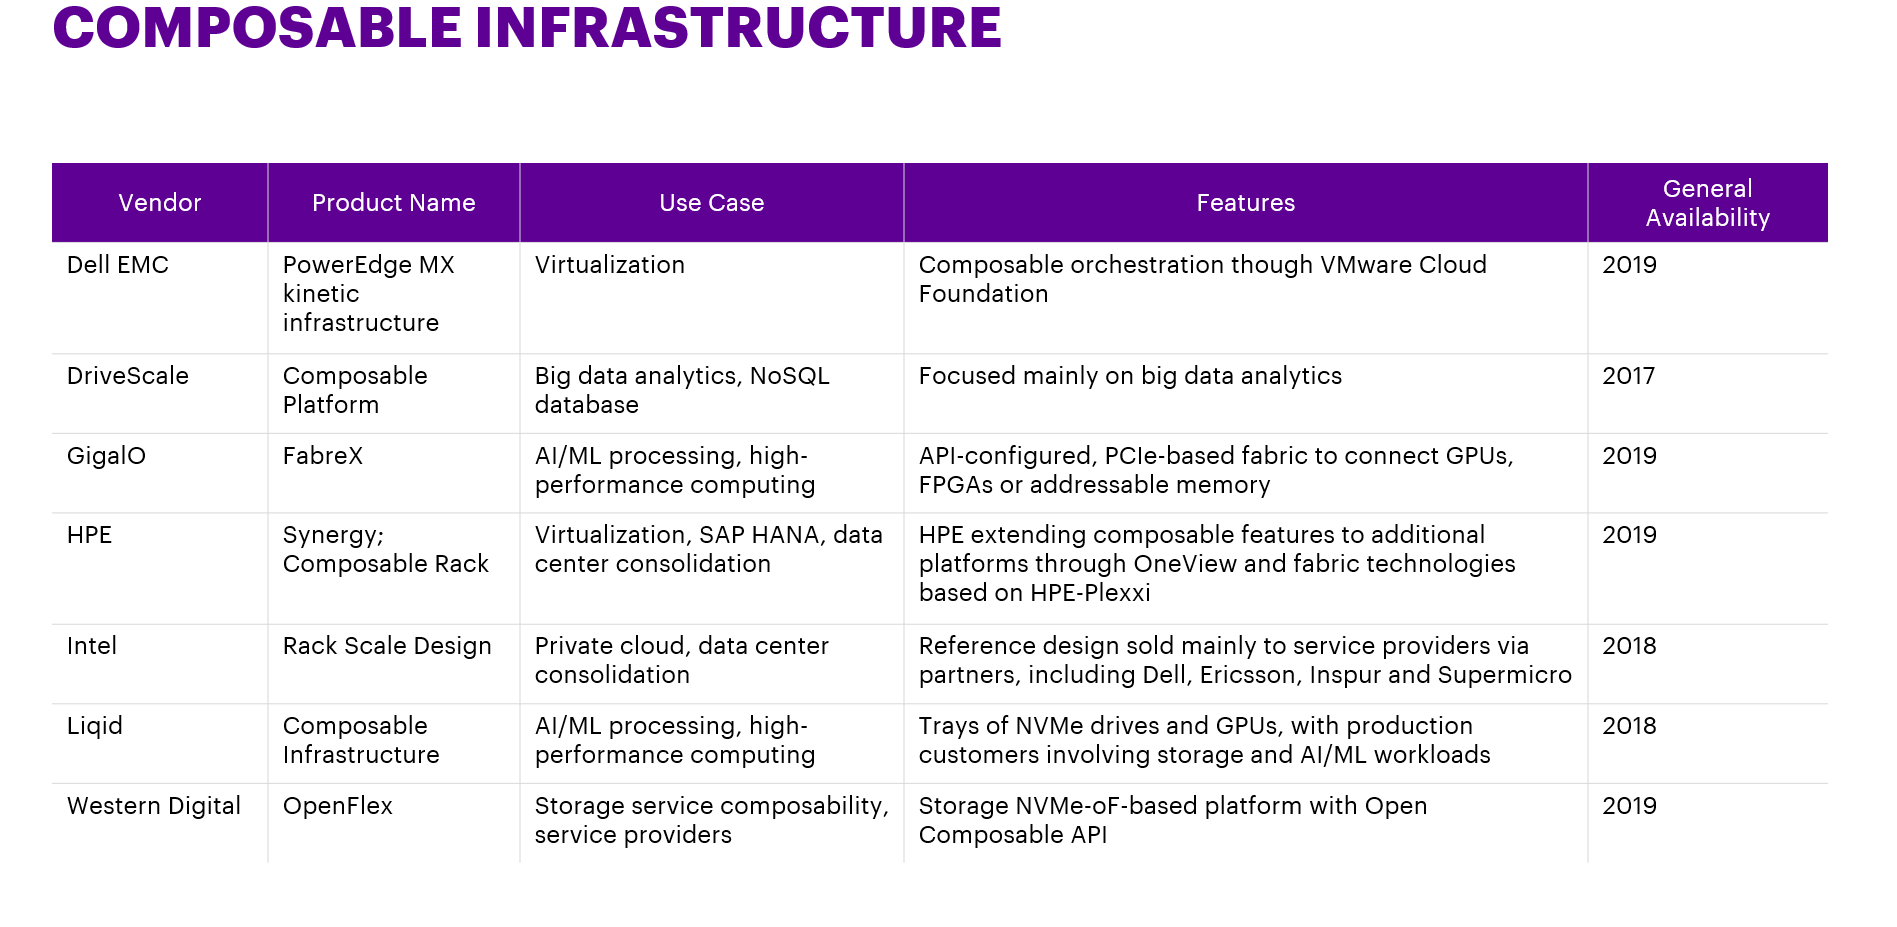 COMPOSABLE INFRASTRUCTURE
Vendor
Product Name
Use Case
Features
General
Availability
Dell EMC
PowerEdge MX
kinetic
infrastructure
Virtualization
Composable orchestration though VMware Cloud
Foundation
2019
DriveScale
Composable
Platform
Big data analytics, NoSQL
database
Focused mainly on big data analytics
2017
GigalO
FabreX
AI/ML processing, high-
performance computing
API-configured, PCIe-based fabric to connect GPUs,
FPGAs or addressable memory
2019
HPE
Synergy;
Composable Rack
Virtualization, SAP HANA, data
center consolidation
HPE extending composable features to additional
platforms through OneView and fabric technologies
based on HPE-Plexxi
2019
Intel
Rack Scale Design
Private cloud, data center
consolidation
Reference design sold mainly to service providers via
partners, including Dell, Ericsson, Inspur and Supermicro
2018
Liqid
Composable
Infrastructure
AI/ML processing, high-
performance computing
Trays of NVMe drives and GPUs, with production
customers involving storage and AI/ML workloads
2018
Western Digital
OpenFlex
Storage service composability,
service providers
Storage NVMe-oF-based platform with Open
Composable API
2019